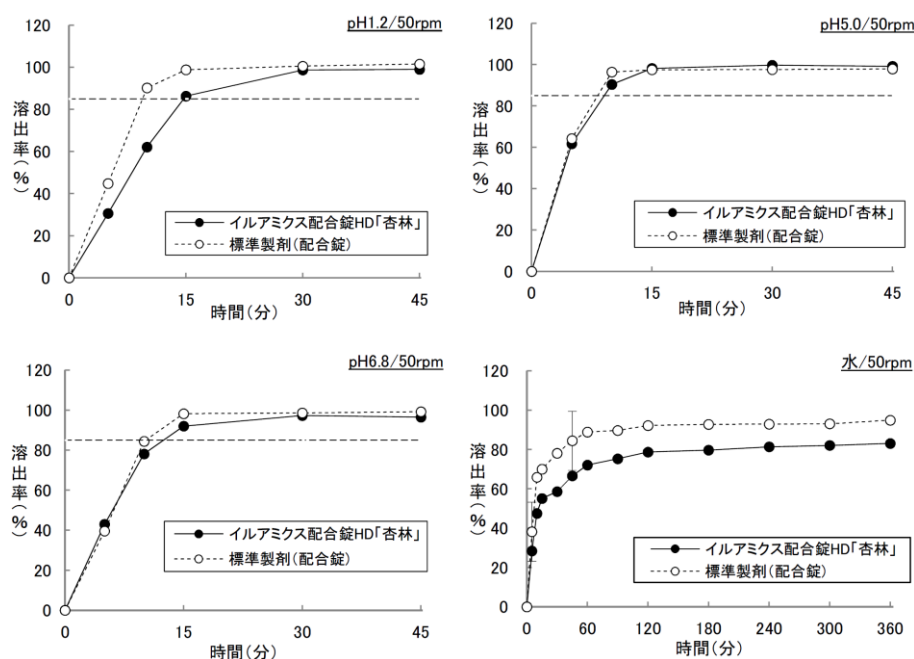 pH1.2/50rpm
120
100
80
60
40
20
0
溶出率(%)
イルアミクス配合錠HD「杏林」
標準製剤(配合錠)
0 15 30 45
時間(分)
pH5.0/50rpm
120
100
80
60
40
20
0
溶出率(%)
イルアミクス配合錠HD「杏林」
標準製剤(配合錠)
0 15 30 45
時間(分)
pH6.8/50rpm
120
100
80
60
40
20
0
溶出率(%)
イルアミクス配合錠HD「杏林」
標準製剤(配合錠)
0 15 30 45
時間(分)
水/50rpm
120
100
80
60
40
20
0
溶出率(%)
イルアミクス配合錠HD「杏林」
標準製剤(配合錠)
0 60 120 180 240 300 360
時間(分)